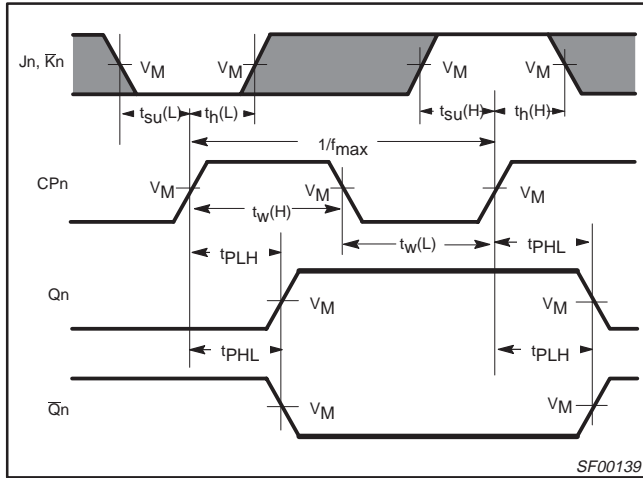 Jn, K̅n
VM VM VM VM
tsu(L) th(L) tsu(H) th(H)
1/fmax
CPn
VM VM VM
tw(H)
tw(L)
tPLH tPHL
Qn
VM VM
tPHL tPLH
Q̅n
VM VM
SF00139